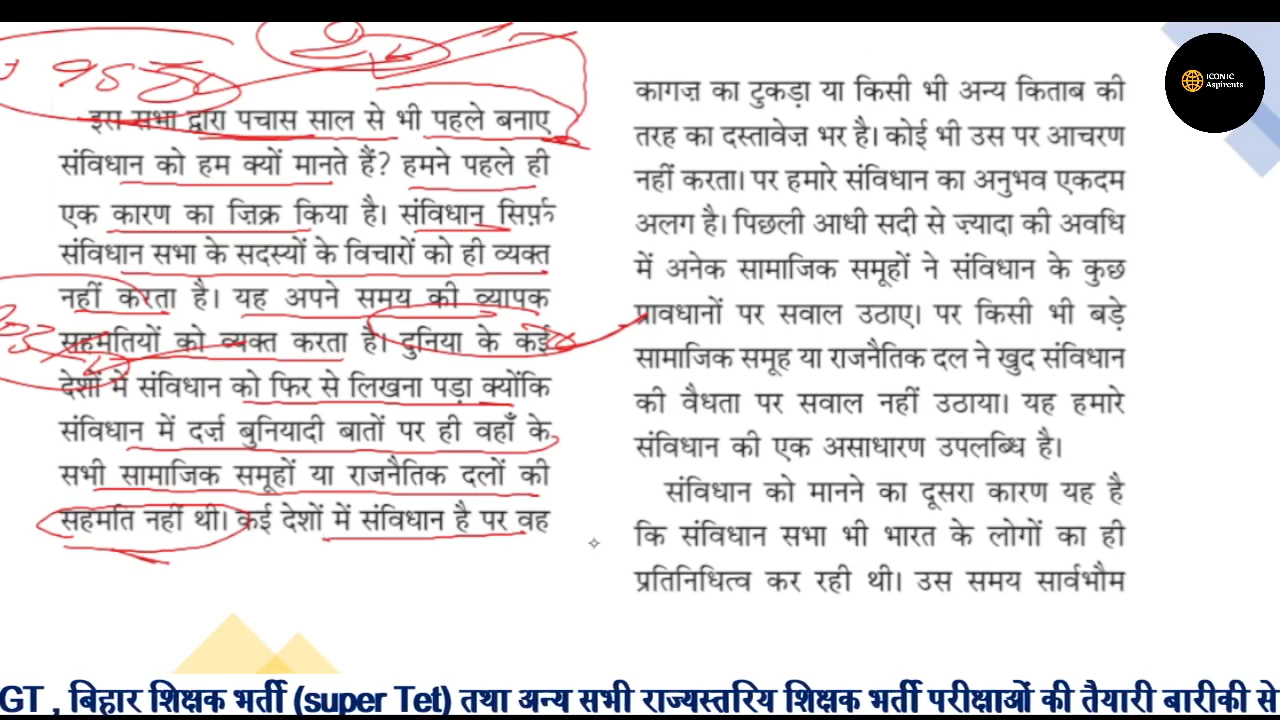 इस सभा द्वारा पचास साल से भी पहले बनाए
संविधान को हम क्यों मानते हैं? हमने पहले ही
एक कारण का ज़िक्र किया है। संविधान सिर्फ़
संविधान सभा के सदस्यों के विचारों को ही व्यक्त
नहीं करता है। यह अपने समय की व्यापक
सहमतियों को व्यक्त करता है। दुनिया के कई
देशों में संविधान को फिर से लिखना पड़ा क्योंकि
संविधान में दर्ज़ बुनियादी बातों पर ही वहाँ के
सभी सामाजिक समूहों या राजनैतिक दलों की
सहमति नहीं थी। कई देशों में संविधान है पर वह
कागज़ का टुकड़ा या किसी भी अन्य किताब की
तरह का दस्तावेज़ भर है। कोई भी उस पर आचरण
नहीं करता। पर हमारे संविधान का अनुभव एकदम
अलग है। पिछली आधी सदी से ज़्यादा की अवधि
में अनेक सामाजिक समूहों ने संविधान के कुछ
प्रावधानों पर सवाल उठाए। पर किसी भी बड़े
सामाजिक समूह या राजनैतिक दल ने खुद संविधान
की वैधता पर सवाल नहीं उठाया। यह हमारे
संविधान की एक असाधारण उपलब्धि है।
संविधान को मानने का दूसरा कारण यह है
कि संविधान सभा भी भारत के लोगों का ही
प्रतिनिधित्व कर रही थी। उस समय सार्वभौम
ICONIC
Aspirents
GT , बिहार शिक्षक भर्ती (super Tet) तथा अन्य सभी राज्यस्तरिय शिक्षक भर्ती परीक्षाओं की तैयारी बारीकी से